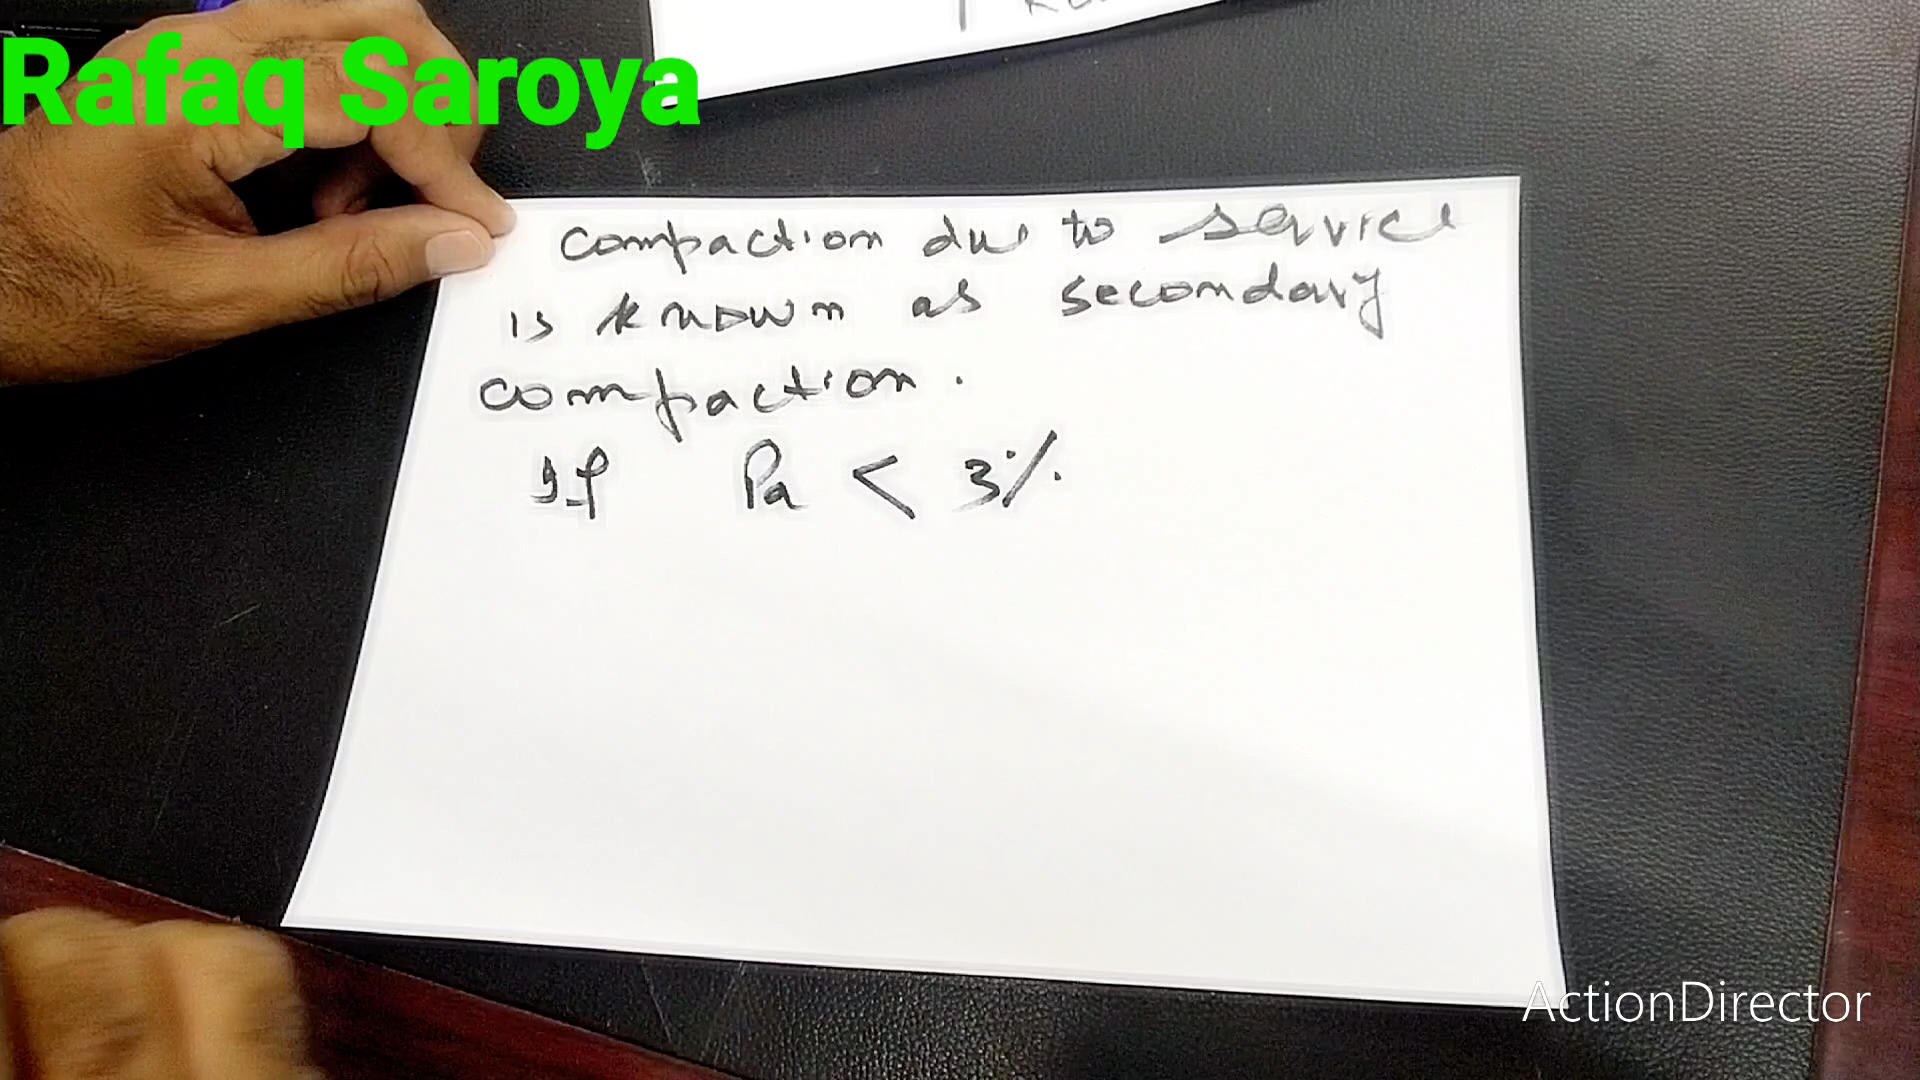 Rafaq Saroya
Compaction due to service
is known as secondary
compaction.
If Pa < 3%
ActionDirector